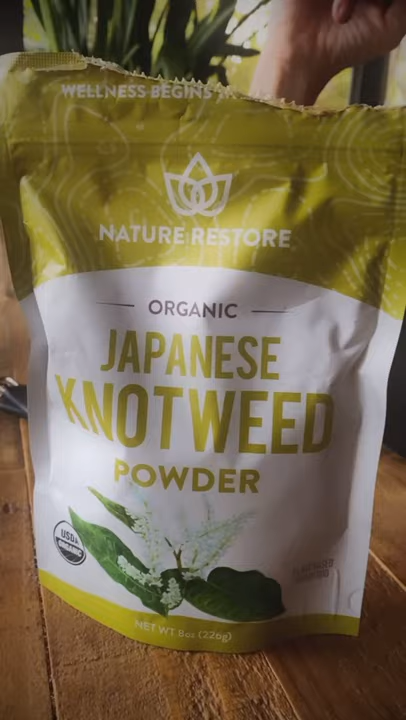 WELLNESS BEGINS
NATURE RESTORE
ORGANIC
JAPANESE
KNOTWEED
POWDER
USDA
ORGANIC
NET WT 8oz (226g)